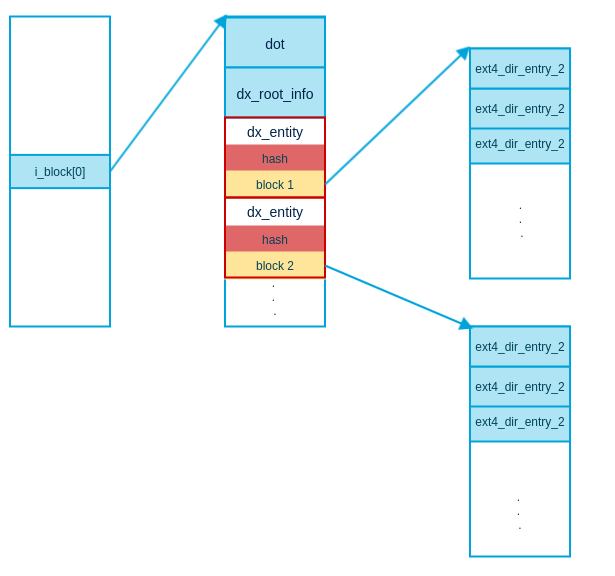 i_block[0]
dot
dx_root_info
dx_entity
hash
block 1
dx_entity
hash
block 2
.
.
.
ext4_dir_entry_2
ext4_dir_entry_2
ext4_dir_entry_2
.
.
.
ext4_dir_entry_2
ext4_dir_entry_2
ext4_dir_entry_2
.
.
.